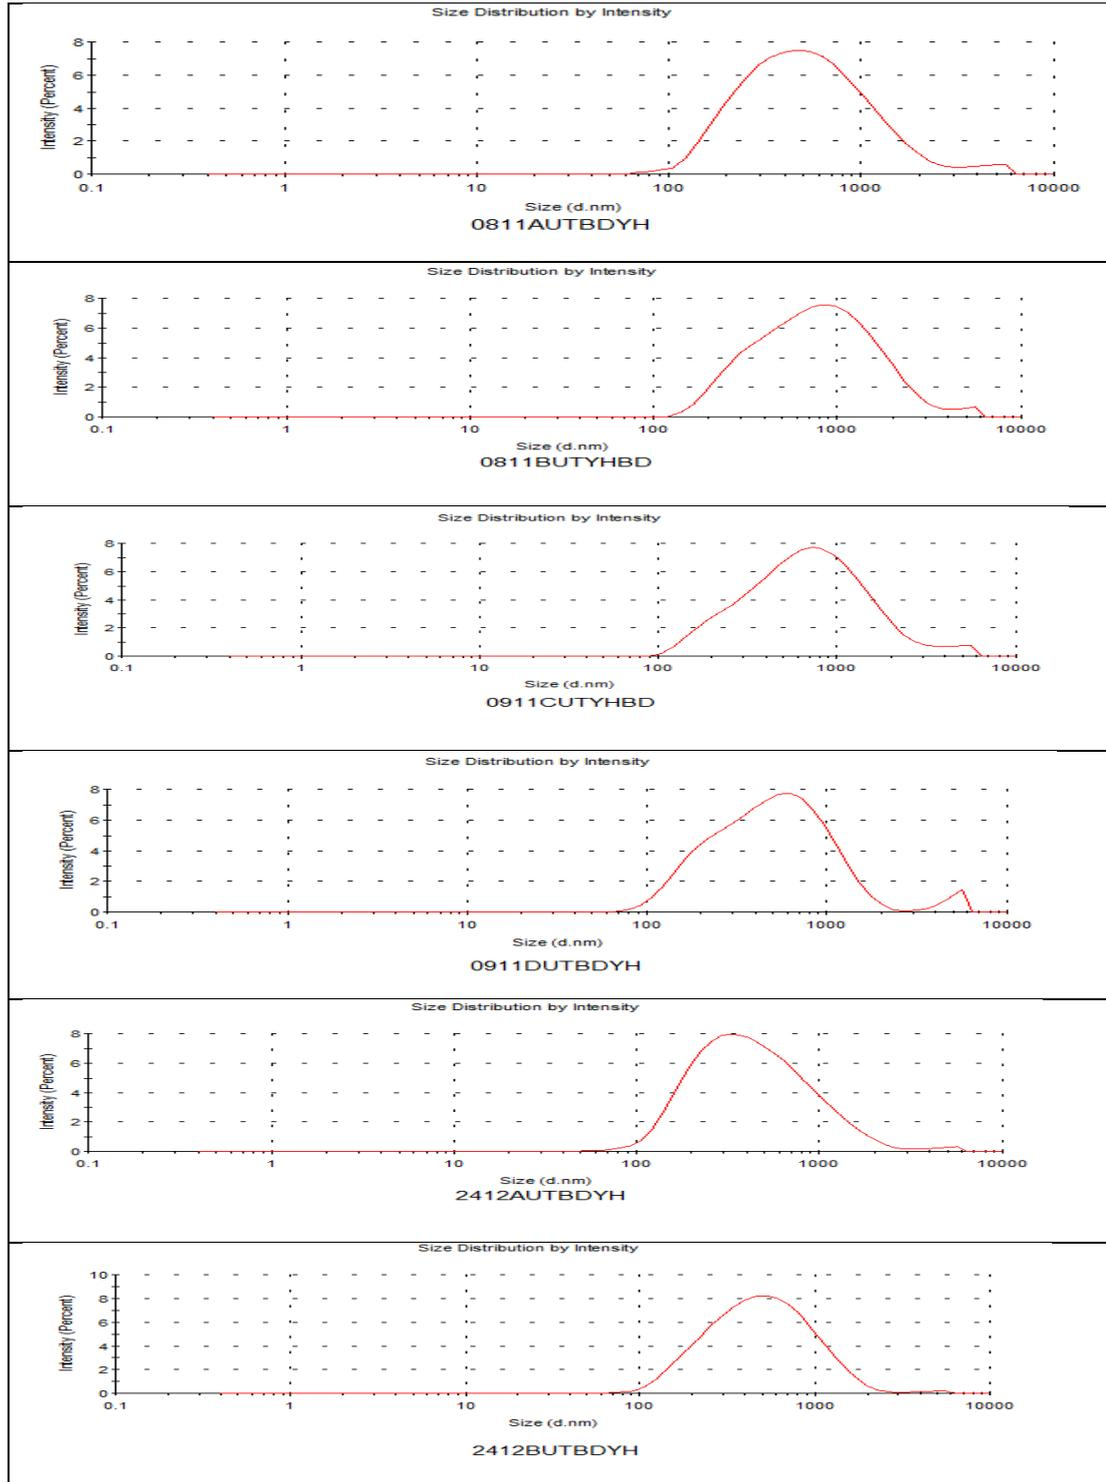 Size Distribution by Intensity
8
6
4
2
0
Intensity (Percent)
0.1 1 10 100 1000 10000
Size (d.nm)
0811AUTBDYH
Size Distribution by Intensity
8
6
4
2
0
Intensity (Percent)
0.1 1 10 100 1000 10000
Size (d.nm)
0811BUTYHBD
Size Distribution by Intensity
8
6
4
2
0
Intensity (Percent)
0.1 1 10 100 1000 10000
Size (d.nm)
0911CUTYHBD
Size Distribution by Intensity
8
6
4
2
0
Intensity (Percent)
0.1 1 10 100 1000 10000
Size (d.nm)
0911DUTBDYH
Size Distribution by Intensity
8
6
4
2
0
Intensity (Percent)
0.1 1 10 100 1000 10000
Size (d.nm)
2412AUTBDYH
Size Distribution by Intensity
10
8
6
4
2
0
Intensity (Percent)
0.1 1 10 100 1000 10000
Size (d.nm)
2412BUTBDYH